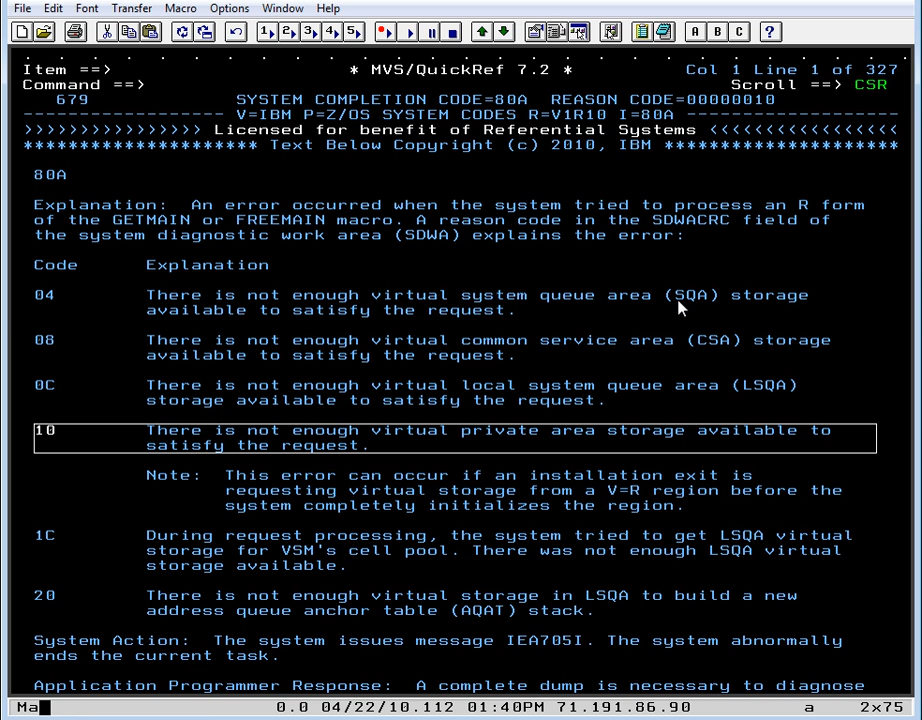 File Edit Font Transfer Macro Options Window Help
1 2 3 4 5 A B C ?
Item ==> * MVS/QuickRef 7.2 * Col 1 Line 1 of 327
Command ==> Scroll ==> CSR
679 SYSTEM COMPLETION CODE=80A REASON CODE=00000010
-------------------- V=IBM P=Z/OS SYSTEM CODES R=V1R10 I=80A --------------------
>>>>>>>>>>>>>>>> Licensed for benefit of Referential Systems <<<<<<<<<<<<<<<<<
********************* Text Below Copyright (c) 2010, IBM *********************
80A
Explanation: An error occurred when the system tried to process an R form
of the GETMAIN or FREEMAIN macro. A reason code in the SDWACRC field of
the system diagnostic work area (SDWA) explains the error:
Code Explanation
04 There is not enough virtual system queue area (SQA) storage
available to satisfy the request.
08 There is not enough virtual common service area (CSA) storage
available to satisfy the request.
0C There is not enough virtual local system queue area (LSQA)
storage available to satisfy the request.
10 There is not enough virtual private area storage available to
satisfy the request.
Note: This error can occur if an installation exit is
requesting virtual storage from a V=R region before the
system completely initializes the region.
1C During request processing, the system tried to get LSQA virtual
storage for VSM's cell pool. There was not enough LSQA virtual
storage available.
20 There is not enough virtual storage in LSQA to build a new
address queue anchor table (AQAT) stack.
System Action: The system issues message IEA705I. The system abnormally
ends the current task.
Application Programmer Response: A complete dump is necessary to diagnose
Ma 0.0 04/22/10.112 01:40PM 71.191.86.90 a 2x75